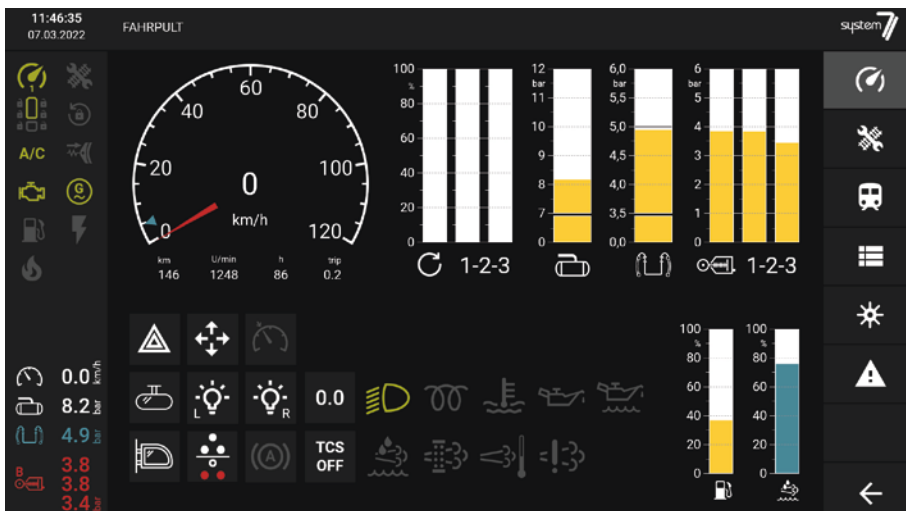 11:46:35
07.03.2022
FAHRPULT
system7
1
A/C
G
0.0 km/h
8.2 bar
4.9 bar
B
3.8
3.8
3.4 bar
0
20
40
60
80
100
120
0
km/h
km
146
U/min
1248
h
86
trip
0.2
100
%
80
60
40
20
0
1-2-3
12
bar
11
10
9
8
7
0
6,0
bar
5,5
5,0
4,5
4,0
3,5
0,0
6
bar
5
4
3
2
1
0
1-2-3
L
R
0.0
(A)
TCS
OFF
100
%
80
60
40
20
0
100
%
80
60
40
20
0